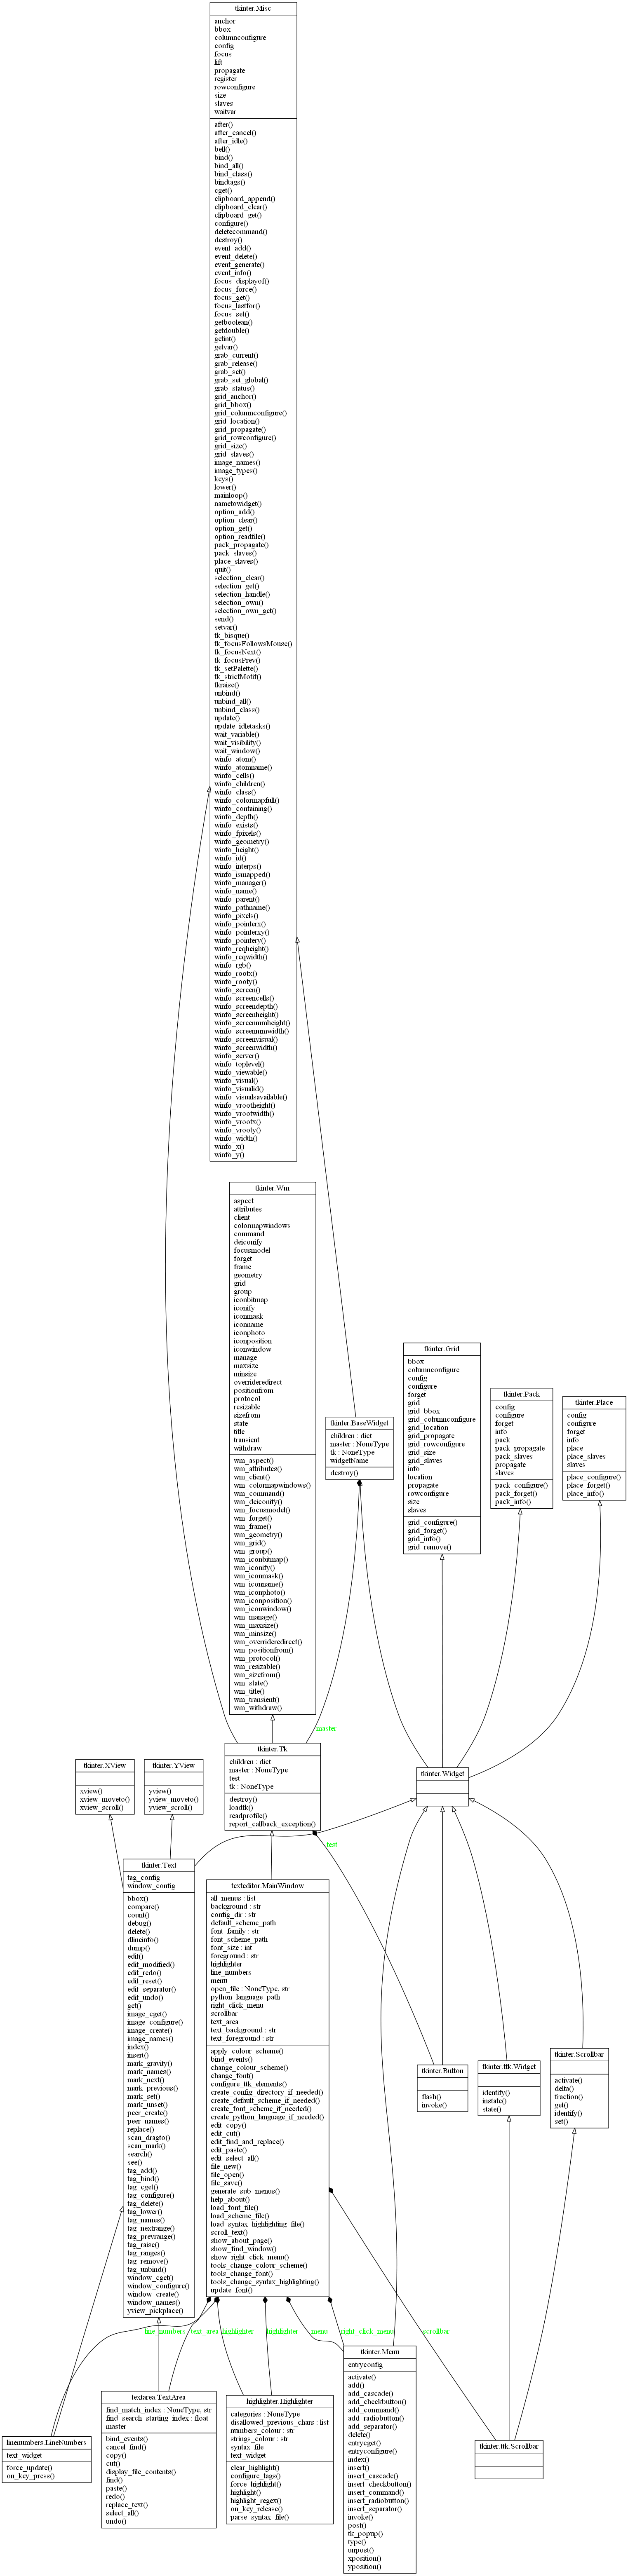 tkinter.Misc
anchor
bbox
columnconfigure
config
focus
lift
propagate
register
rowconfigure
size
slaves
waitvar
after()
after_cancel()
after_idle()
bell()
bind()
bind_all()
bind_class()
bindtags()
cget()
clipboard_append()
clipboard_clear()
clipboard_get()
configure()
deletecommand()
destroy()
event_add()
event_delete()
event_generate()
event_info()
focus_displayof()
focus_force()
focus_get()
focus_lastfor()
focus_set()
getboolean()
getdouble()
getint()
getvar()
grab_current()
grab_release()
grab_set()
grab_set_global()
grab_status()
grid_anchor()
grid_bbox()
grid_columnconfigure()
grid_location()
grid_propagate()
grid_rowconfigure()
grid_size()
grid_slaves()
image_names()
image_types()
keys()
lower()
mainloop()
nametowidget()
option_add()
option_clear()
option_get()
option_readfile()
pack_propagate()
pack_slaves()
place_slaves()
quit()
selection_clear()
selection_get()
selection_handle()
selection_own()
selection_own_get()
send()
setvar()
tk_bisque()
tk_focusFollowsMouse()
tk_focusNext()
tk_focusPrev()
tk_setPalette()
tk_strictMotif()
tkraise()
unbind()
unbind_all()
unbind_class()
update()
update_idletasks()
wait_variable()
wait_visibility()
wait_window()
winfo_atom()
winfo_atomname()
winfo_cells()
winfo_children()
winfo_class()
winfo_colormapfull()
winfo_containing()
winfo_depth()
winfo_exists()
winfo_fpixels()
winfo_geometry()
winfo_height()
winfo_id()
winfo_interps()
winfo_ismapped()
winfo_manager()
winfo_name()
winfo_parent()
winfo_pathname()
winfo_pixels()
winfo_pointerx()
winfo_pointerxy()
winfo_pointery()
winfo_reqheight()
winfo_reqwidth()
winfo_rgb()
winfo_rootx()
winfo_rooty()
winfo_screen()
winfo_screencells()
winfo_screendepth()
winfo_screenheight()
winfo_screenmmheight()
winfo_screenmmwidth()
winfo_screenvisual()
winfo_screenwidth()
winfo_server()
winfo_toplevel()
winfo_viewable()
winfo_visual()
winfo_visualid()
winfo_visualsavailable()
winfo_vrootheight()
winfo_vrootwidth()
winfo_vrootx()
winfo_vrooty()
winfo_width()
winfo_x()
winfo_y()
tkinter.Wm
aspect
attributes
client
colormapwindows
command
deiconify
focusmodel
forget
frame
geometry
grid
group
iconbitmap
iconify
iconmask
iconname
iconphoto
iconposition
iconwindow
manage
maxsize
minsize
overrideredirect
positionfrom
protocol
resizable
sizefrom
state
title
transient
withdraw
wm_aspect()
wm_attributes()
wm_client()
wm_colormapwindows()
wm_command()
wm_deiconify()
wm_focusmodel()
wm_forget()
wm_frame()
wm_geometry()
wm_grid()
wm_group()
wm_iconbitmap()
wm_iconify()
wm_iconmask()
wm_iconname()
wm_iconphoto()
wm_iconposition()
wm_iconwindow()
wm_manage()
wm_maxsize()
wm_minsize()
wm_overrideredirect()
wm_positionfrom()
wm_protocol()
wm_resizable()
wm_sizefrom()
wm_state()
wm_title()
wm_transient()
wm_withdraw()
tkinter.BaseWidget
children : dict
master : NoneType
tk : NoneType
widgetName
destroy()
tkinter.Grid
bbox
columnconfigure
config
configure
forget
grid
grid_bbox
grid_columnconfigure
grid_location
grid_propagate
grid_rowconfigure
grid_size
grid_slaves
info
location
propagate
rowconfigure
size
slaves
grid_configure()
grid_forget()
grid_info()
grid_remove()
tkinter.Pack
config
configure
forget
info
pack
pack_propagate
pack_slaves
propagate
slaves
pack_configure()
pack_forget()
pack_info()
tkinter.Place
config
configure
forget
info
place
place_slaves
slaves
place_configure()
place_forget()
place_info()
master
tkinter.XView
xview()
xview_moveto()
xview_scroll()
tkinter.YView
yview()
yview_moveto()
yview_scroll()
tkinter.Tk
children : dict
master : NoneType
test
tk : NoneType
destroy()
loadtk()
readprofile()
report_callback_exception()
tkinter.Widget
test
tkinter.Text
tag_config
window_config
bbox()
compare()
count()
debug()
delete()
dlineinfo()
dump()
edit()
edit_modified()
edit_redo()
edit_reset()
edit_separator()
edit_undo()
get()
image_cget()
image_configure()
image_create()
image_names()
index()
insert()
mark_gravity()
mark_names()
mark_next()
mark_previous()
mark_set()
mark_unset()
peer_create()
peer_names()
replace()
scan_dragto()
scan_mark()
search()
see()
tag_add()
tag_bind()
tag_cget()
tag_configure()
tag_delete()
tag_lower()
tag_names()
tag_nextrange()
tag_prevrange()
tag_raise()
tag_ranges()
tag_remove()
tag_unbind()
window_cget()
window_configure()
window_create()
window_names()
yview_pickplace()
texteditor.MainWindow
all_menus : list
background : str
config_dir : str
default_scheme_path
font_family : str
font_scheme_path
font_size : int
foreground : str
highlighter
line_numbers
menu
open_file : NoneType, str
python_language_path
right_click_menu
scrollbar
text_area
text_background : str
text_foreground : str
apply_colour_scheme()
bind_events()
change_colour_scheme()
change_font()
configure_ttk_elements()
create_config_directory_if_needed()
create_default_scheme_if_needed()
create_font_scheme_if_needed()
create_python_language_if_needed()
edit_copy()
edit_cut()
edit_find_and_replace()
edit_paste()
edit_select_all()
file_new()
file_open()
file_save()
generate_sub_menus()
help_about()
load_font_file()
load_scheme_file()
load_syntax_highlighting_file()
scroll_text()
show_about_page()
show_find_window()
show_right_click_menu()
tools_change_colour_scheme()
tools_change_font()
tools_change_syntax_highlighting()
update_font()
tkinter.Button
flash()
invoke()
tkinter.ttk.Widget
identify()
instate()
state()
tkinter.Scrollbar
activate()
delta()
fraction()
get()
identify()
set()
line_numbers
text_area
highlighter
highlighter
menu
right_click_menu
scrollbar
linenumbers.LineNumbers
text_widget
force_update()
on_key_press()
textarea.TextArea
find_match_index : NoneType, str
find_search_starting_index : float
master
bind_events()
cancel_find()
copy()
cut()
display_file_contents()
find()
paste()
redo()
replace_text()
select_all()
undo()
highlighter.Highlighter
categories : NoneType
disallowed_previous_chars : list
numbers_colour : str
strings_colour : str
syntax_file
text_widget
clear_highlight()
configure_tags()
force_highlight()
highlight()
highlight_regex()
on_key_release()
parse_syntax_file()
tkinter.Menu
entryconfig
activate()
add()
add_cascade()
add_checkbutton()
add_command()
add_radiobutton()
add_separator()
delete()
entrycget()
entryconfigure()
index()
insert()
insert_cascade()
insert_checkbutton()
insert_command()
insert_radiobutton()
insert_separator()
invoke()
post()
tk_popup()
type()
unpost()
xposition()
yposition()
tkinter.ttk.Scrollbar